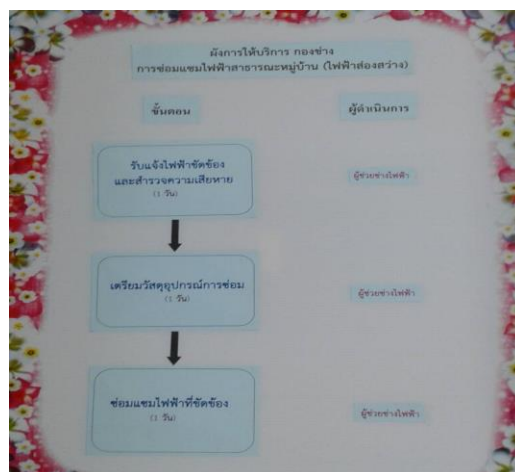 ผังการให้บริการ กองช่าง
การซ่อมแซมไฟฟ้าสาธารณะหมู่บ้าน (ไฟฟ้าส่องสว่าง)
ขั้นตอน
ผู้ดำเนินการ
รับแจ้งไฟฟ้าขัดข้อง
และสำรวจความเสียหาย
(1 วัน)
ผู้ช่วยช่างไฟฟ้า
เตรียมวัสดุอุปกรณ์การซ่อม
วัน)
ผู้ช่วยช่างไฟฟ้า
ซ่อมแซมไฟฟ้าที่ขัดข้อง
(1 วัน)
ผู้ช่วยช่างไฟฟ้า